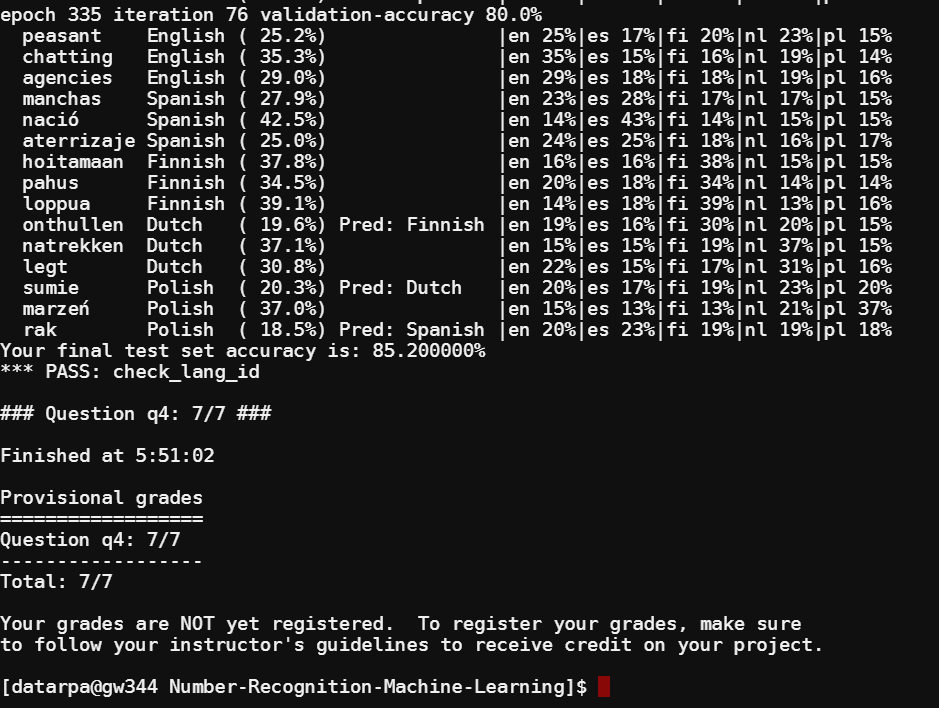 epoch 335 iteration 76 validation-accuracy 80.0%
  peasant    English ( 25.2%)               |en 25%|es 17%|fi 20%|nl 23%|pl 15%
  chatting   English ( 35.3%)               |en 35%|es 15%|fi 16%|nl 19%|pl 14%
  agencies   English ( 29.0%)               |en 29%|es 18%|fi 18%|nl 19%|pl 16%
  manchas    Spanish ( 27.9%)               |en 23%|es 28%|fi 17%|nl 17%|pl 15%
  nació      Spanish ( 42.5%)               |en 14%|es 43%|fi 14%|nl 15%|pl 15%
  aterrizaje Spanish ( 25.0%)               |en 24%|es 25%|fi 18%|nl 16%|pl 17%
  hoitamaan  Finnish ( 37.8%)               |en 16%|es 16%|fi 38%|nl 15%|pl 15%
  pahus      Finnish ( 34.5%)               |en 20%|es 18%|fi 34%|nl 14%|pl 14%
  loppua     Finnish ( 39.1%)               |en 14%|es 18%|fi 39%|nl 13%|pl 16%
  onthullen  Dutch   ( 19.6%) Pred: Finnish |en 19%|es 16%|fi 30%|nl 20%|pl 15%
  natrekken  Dutch   ( 37.1%)               |en 15%|es 15%|fi 19%|nl 37%|pl 15%
  legt       Dutch   ( 30.8%)               |en 22%|es 15%|fi 17%|nl 31%|pl 16%
  sumie      Polish  ( 20.3%) Pred: Dutch   |en 20%|es 17%|fi 19%|nl 23%|pl 20%
  marzeń     Polish  ( 37.0%)               |en 15%|es 13%|fi 13%|nl 21%|pl 37%
  rak        Polish  ( 18.5%) Pred: Spanish |en 20%|es 23%|fi 19%|nl 19%|pl 18%
Your final test set accuracy is: 85.200000%
*** PASS: check_lang_id

### Question q4: 7/7 ###

Finished at 5:51:02

Provisional grades
==================
Question q4: 7/7
------------------
Total: 7/7

Your grades are NOT yet registered.  To register your grades, make sure
to follow your instructor's guidelines to receive credit on your project.

[datarpa@gw344 Number-Recognition-Machine-Learning]$